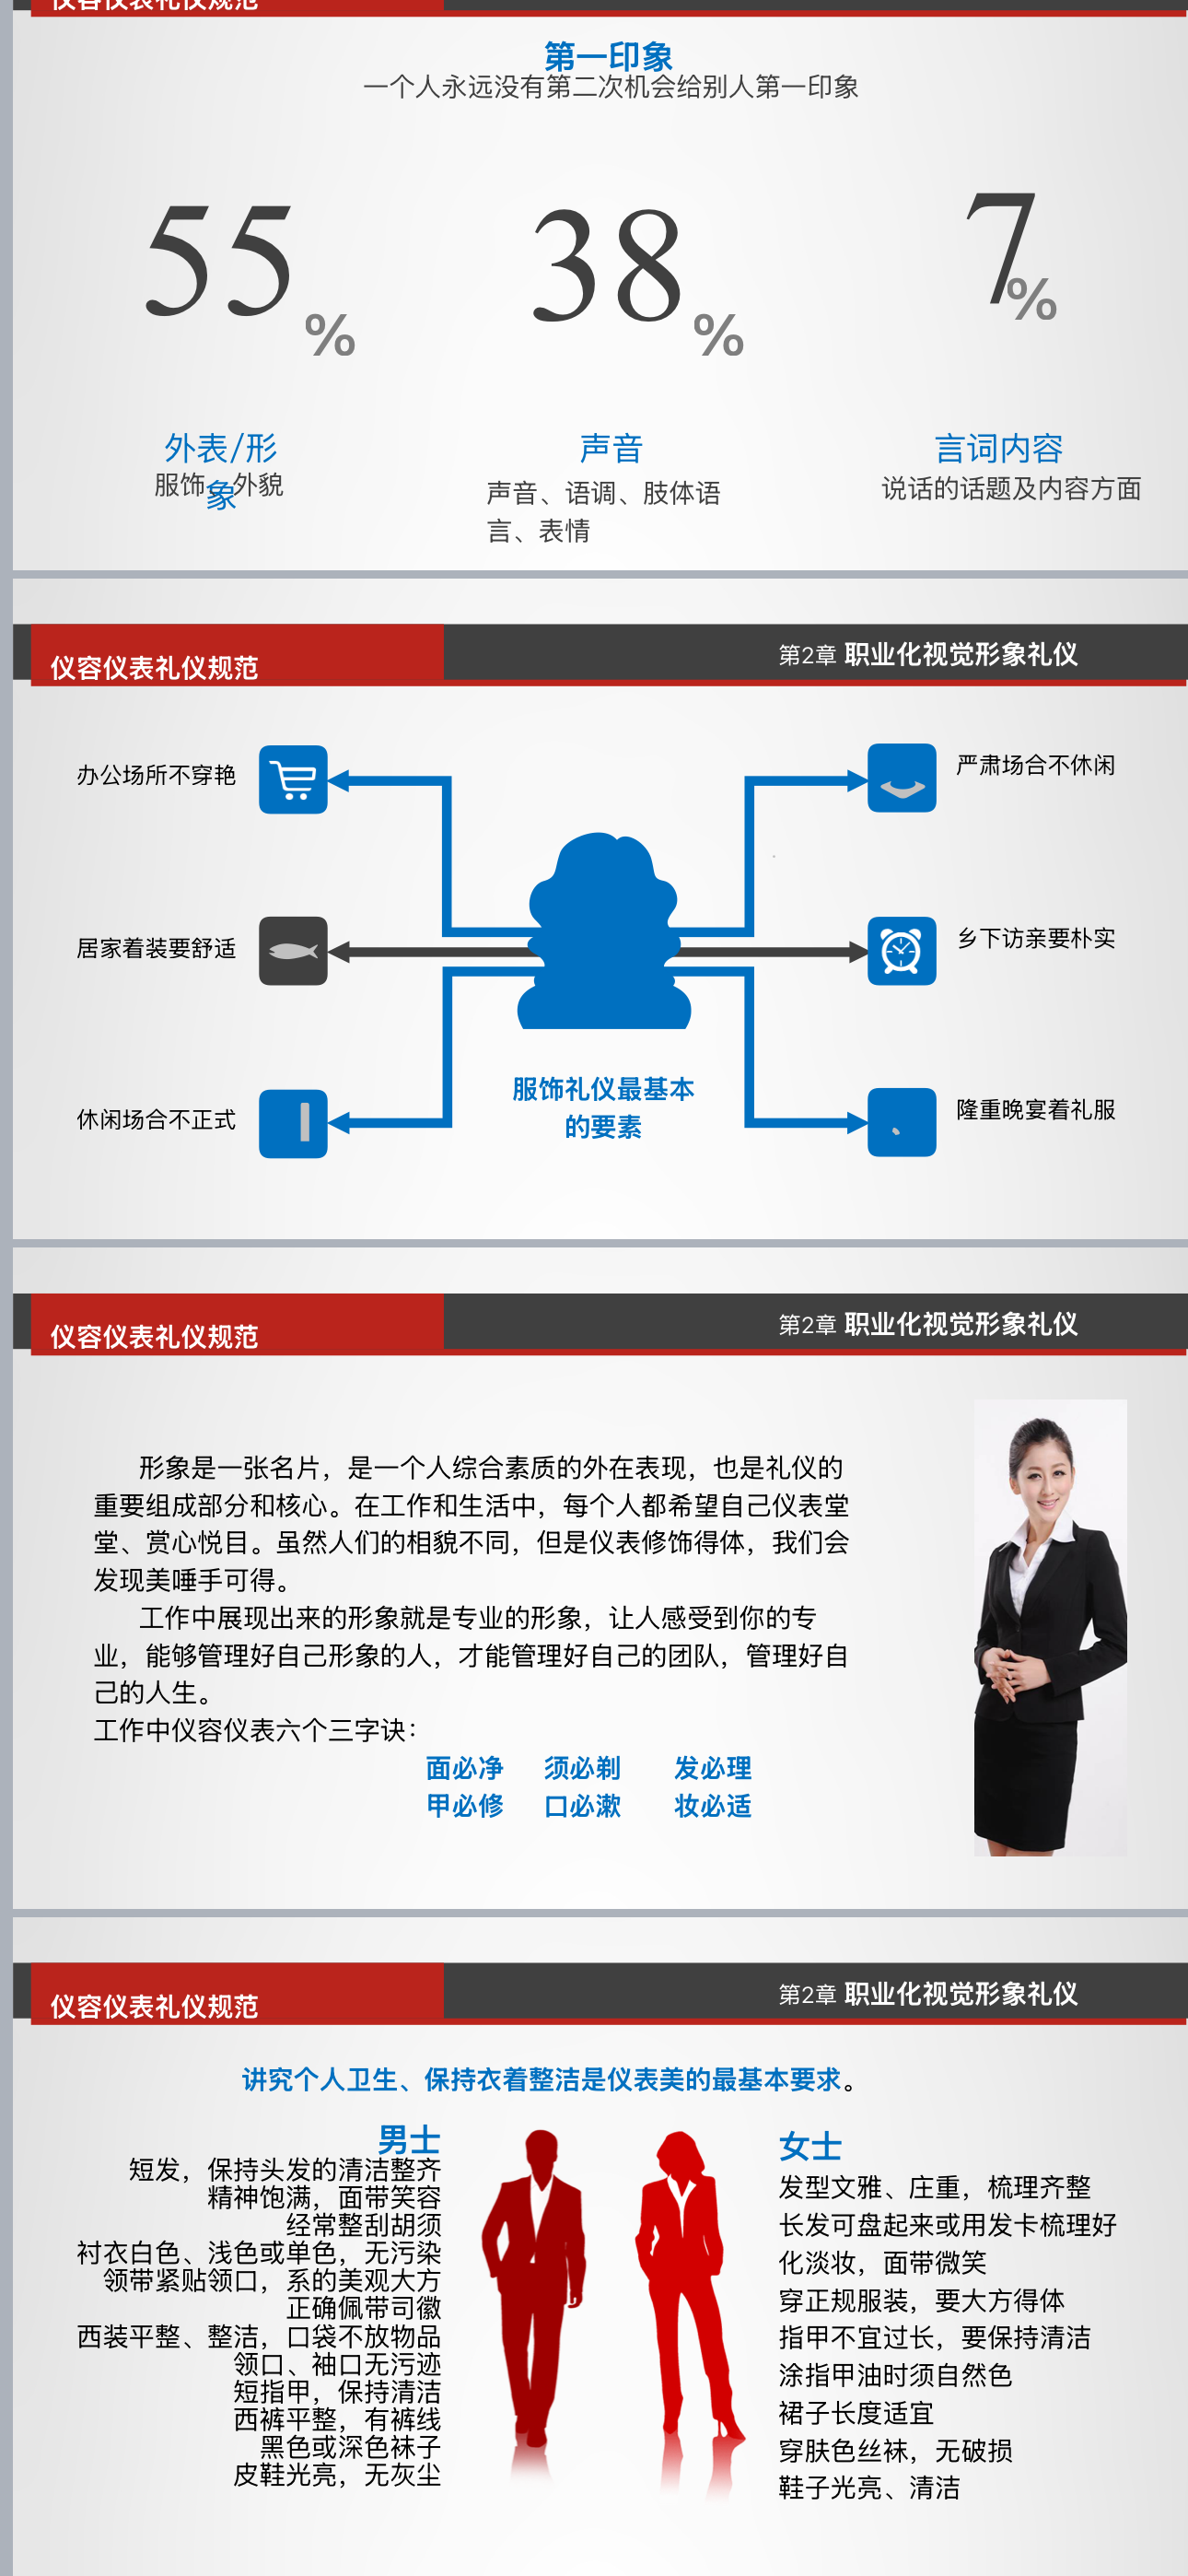 仪容仪表礼仪规范
第一印象
一个人永远没有第二次机会给别人第一印象
55%
38%
7%
外表/形
象
服饰、外貌
声音
声音、语调、肢体语
言、表情
言词内容
说话的话题及内容方面
仪容仪表礼仪规范
第2章 职业化视觉形象礼仪
办公场所不穿艳
严肃场合不休闲
居家着装要舒适
乡下访亲要朴实
休闲场合不正式
隆重晚宴着礼服
服饰礼仪最基本
的要素
仪容仪表礼仪规范
第2章 职业化视觉形象礼仪
形象是一张名片，是一个人综合素质的外在表现，也是礼仪的
重要组成部分和核心。在工作和生活中，每个人都希望自己仪表堂
堂、赏心悦目。虽然人们的相貌不同，但是仪表修饰得体，我们会
发现美唾手可得。
工作中展现出来的形象就是专业的形象，让人感受到你的专
业，能够管理好自己形象的人，才能管理好自己的团队，管理好自
己的人生。
工作中仪容仪表六个三字诀：
面必净 须必剃 发必理
甲必修 口必漱 妆必适
仪容仪表礼仪规范
第2章 职业化视觉形象礼仪
讲究个人卫生、保持衣着整洁是仪表美的最基本要求。
男士
短发，保持头发的清洁整齐
精神饱满，面带笑容
经常整刮胡须
衬衣白色、浅色或单色，无污染
领带紧贴领口，系的美观大方
正确佩带司徽
西装平整、整洁，口袋不放物品
领口、袖口无污迹
短指甲，保持清洁
西裤平整，有裤线
黑色或深色袜子
皮鞋光亮，无灰尘
女士
发型文雅、庄重，梳理齐整
长发可盘起来或用发卡梳理好
化淡妆，面带微笑
穿正规服装，要大方得体
指甲不宜过长，要保持清洁
涂指甲油时须自然色
裙子长度适宜
穿肤色丝袜，无破损
鞋子光亮、清洁